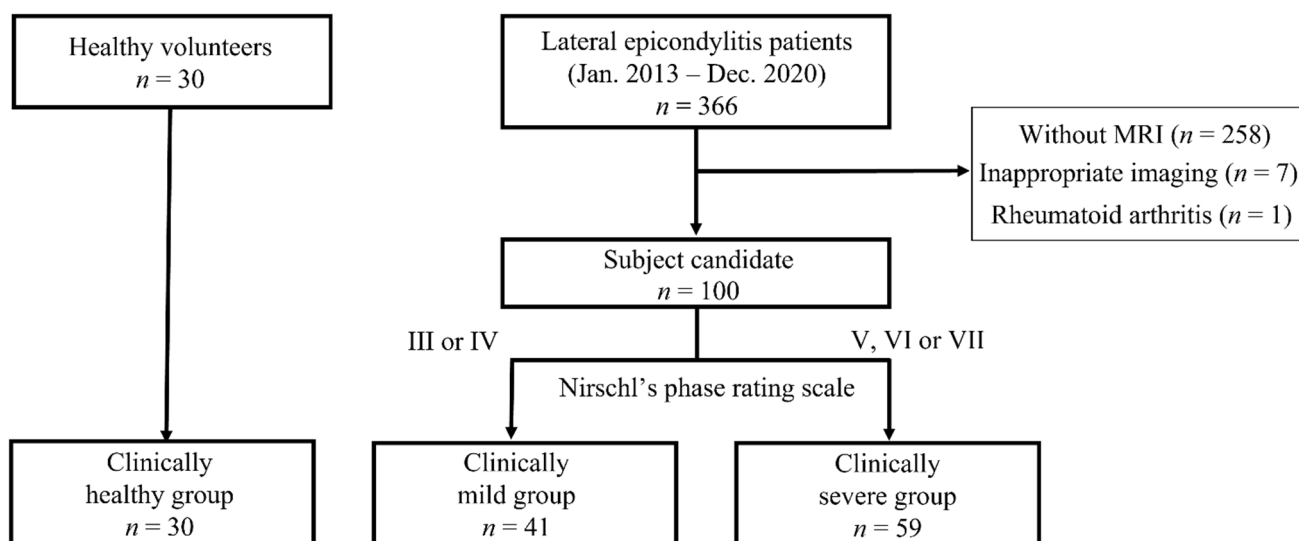 Healthy volunteers
n = 30
Lateral epicondylitis patients
(Jan. 2013 – Dec. 2020)
n = 366
Without MRI (n = 258)
Inappropriate imaging (n = 7)
Rheumatoid arthritis (n = 1)
Subject candidate
n = 100
III or IV
V, VI or VII
Nirschl’s phase rating scale
Clinically
healthy group
n = 30
Clinically
mild group
n = 41
Clinically
severe group
n = 59